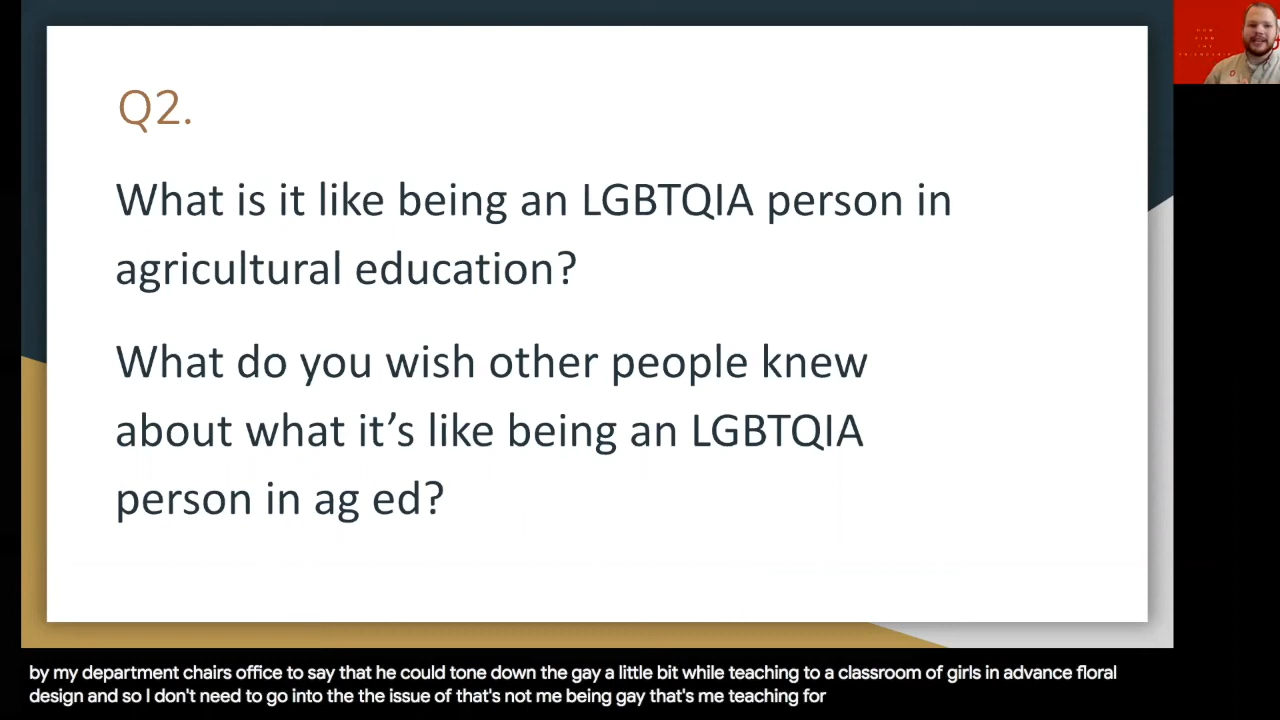 Q2.
What is it like being an LGBTQIA person in
agricultural education?
What do you wish other people knew
about what it's like being an LGBTQIA
person in ag ed?
by my department chairs office to say that he could tone down the gay a little bit while teaching to a classroom of girls in advance floral
design and so I don't need to go into the the issue of that's not me being gay that's me teaching for